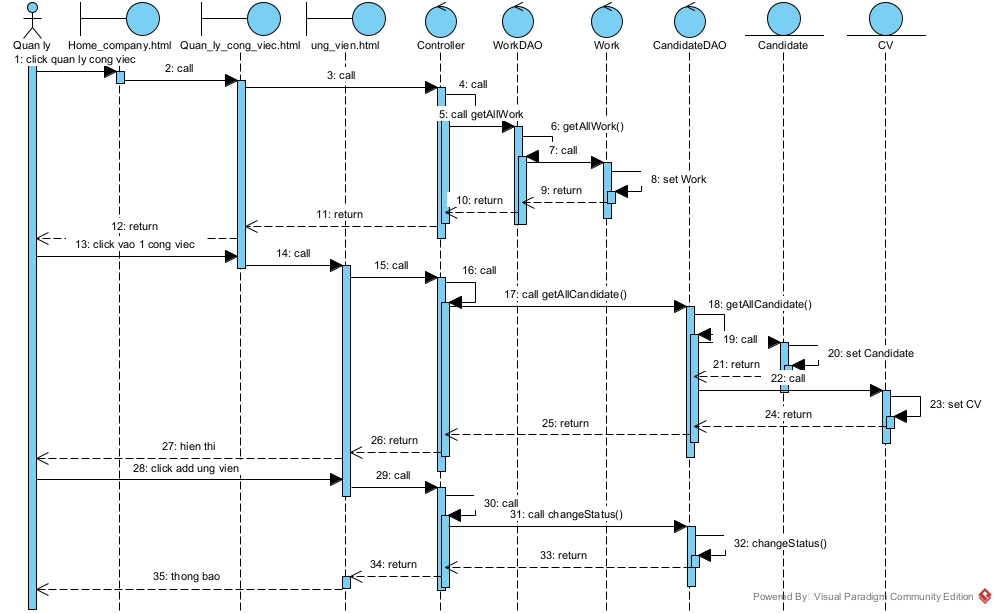 Quan ly
Home_company.html
Quan_ly_cong_viec.html
ung_vien.html
Controller
WorkDAO
Work
CandidateDAO
Candidate
CV
1: click quan ly cong viec
2: call
3: call
4: call
5: call getAllWork
6: getAllWork()
7: call
8: set Work
9: return
10: return
11: return
12: return
13: click vao 1 cong viec
14: call
15: call
16: call
17: call getAllCandidate()
18: getAllCandidate()
19: call
20: set Candidate
21: return
22: call
23: set CV
24: return
25: return
26: return
27: hien thi
28: click add ung vien
29: call
30: call
31: call changeStatus()
32: changeStatus()
33: return
34: return
35: thong bao
Powered By Visual Paradigm Community Edition